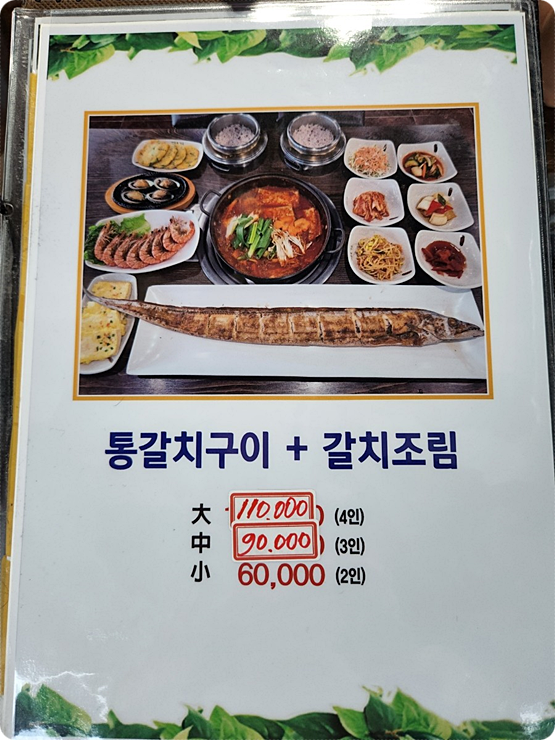 통갈치구이 + 갈치조림
大 110.000 (4인)
中 90.000 (3인)
小 60,000 (2인)